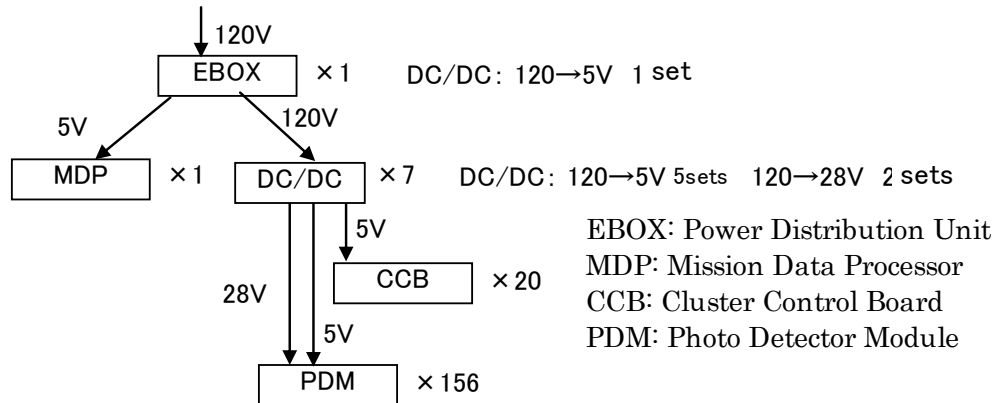 120V
EBOX ×1 DC/DC: 120→5V 1 set
5V 120V
MDP ×1 DC/DC ×7 DC/DC: 120→5V 5sets 120→28V 2 sets
5V
EBOX: Power Distribution Unit
MDP: Mission Data Processor
CCB ×20
CCB: Cluster Control Board
28V
5V
PDM: Photo Detector Module
PDM ×156